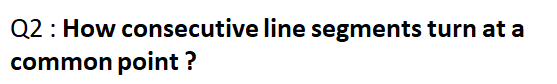 Q2 : How consecutive line segments turn at a
common point ?